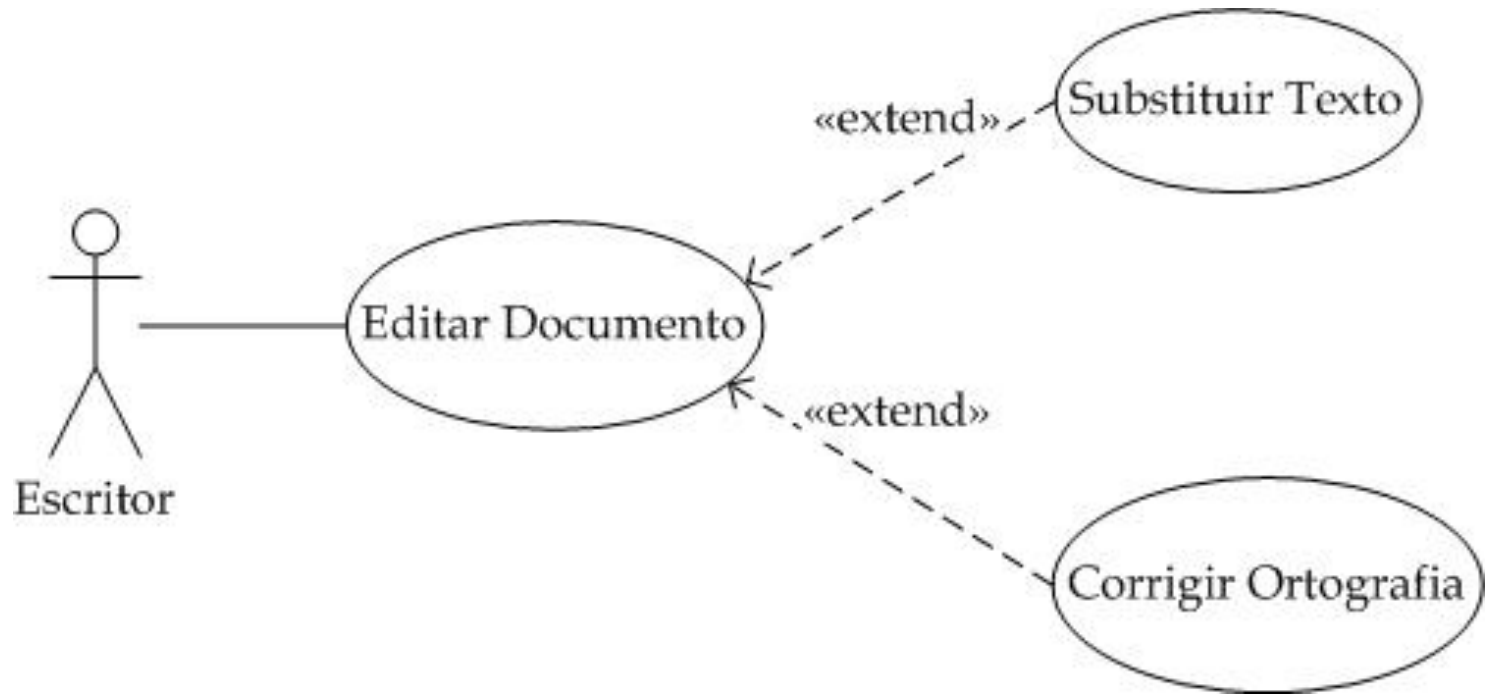 Substituir Texto
«extend»
Editar Documento
«extend»
Escritor
Corrigir Ortografia